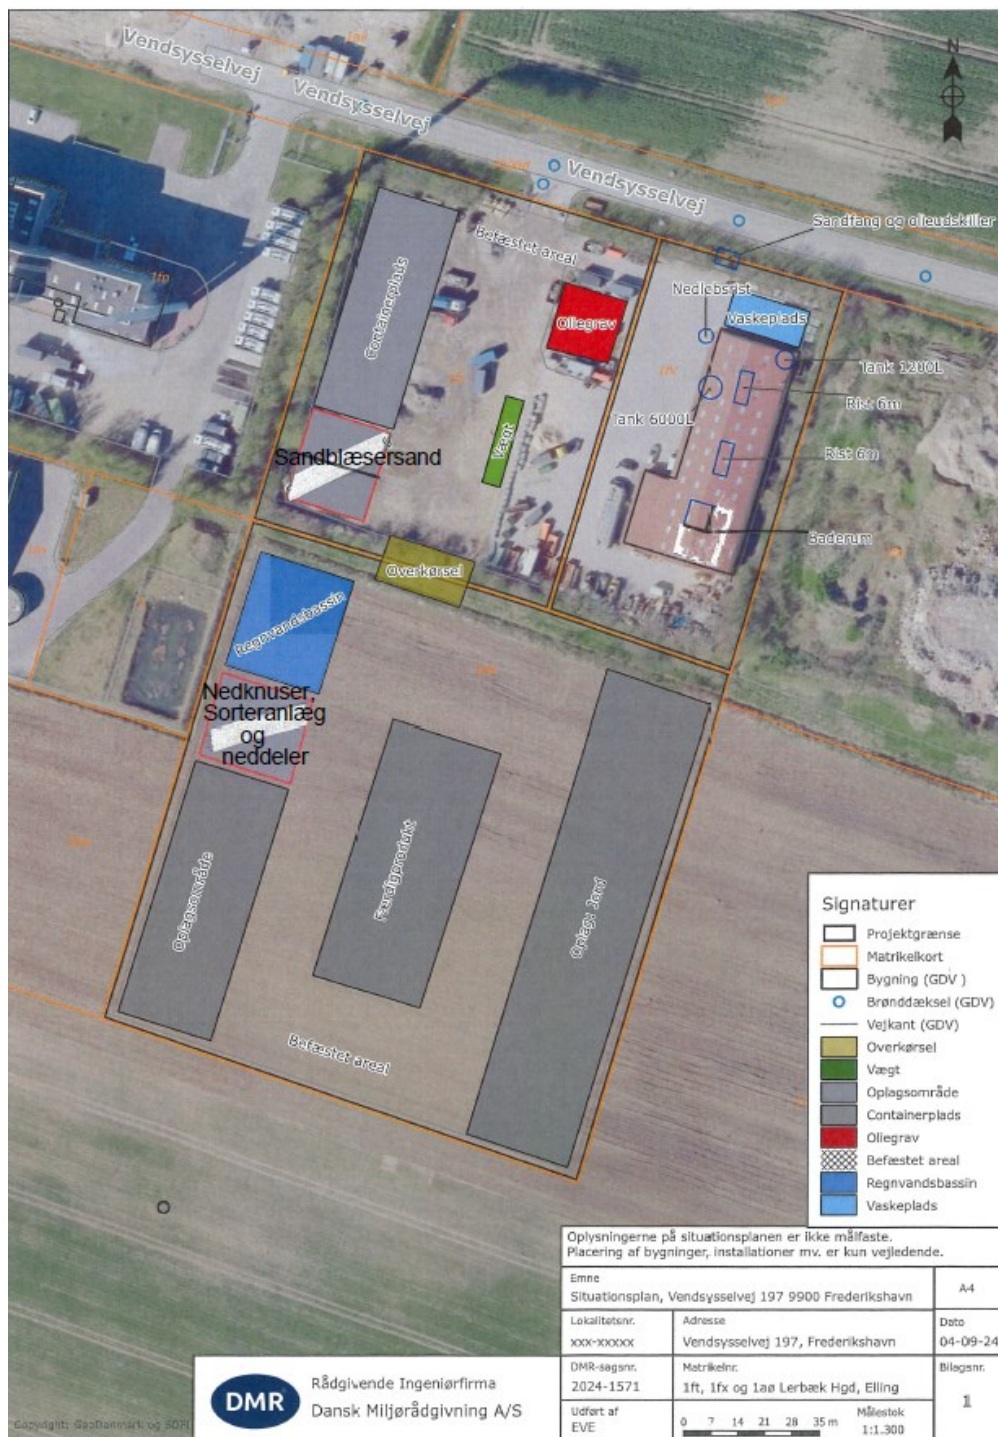 Vendsysselvej
Vendsysselvej
Vendsysselvej
N
Sandfang og olieudskiller
Befæstet areal
Nedløbsrist
Vaskeplads
Containerplads
Oliegrav
Tank 1200L
Rist 6m
Tank 6000L
Vægt
Rist 6m
Sandblæsersand
Baderum
Overkørsel
Regnvandsbassin
Nedknuser,
Sorteranlæg
og
neddeler
Oplagsområde
Færdigprodukt
Oplag: Jord
Befæstet areal
Signaturer
Projektgrænse
Matrikelkort
Bygning (GDV )
Brønddæksel (GDV)
Vejkant (GDV)
Overkørsel
Vægt
Oplagsområde
Containerplads
Oliegrav
Befæstet areal
Regnvandsbassin
Vaskeplads
Oplysningerne på situationsplanen er ikke målfaste.
Placering af bygninger, installationer mv. er kun vejledende.
Emne
Situationsplan, Vendsysselvej 197 9900 Frederikshavn
A4
Lokalitetsnr.
xxx-xxxxx
Adresse
Vendsysselvej 197, Frederikshavn
Dato
04-09-24
DMR-sagsnr.
2024-1571
Matrikelnr.
1ft, 1fx og 1aø Lerbæk Hgd, Elling
Bilagsnr.
1
Udført af
EVE
0 7 14 21 28 35 m
Målestok
1:1.300
DMR
Rådgivende Ingeniørfirma
Dansk Miljørådgivning A/S
Copyright: GeoDanmark og SDFI